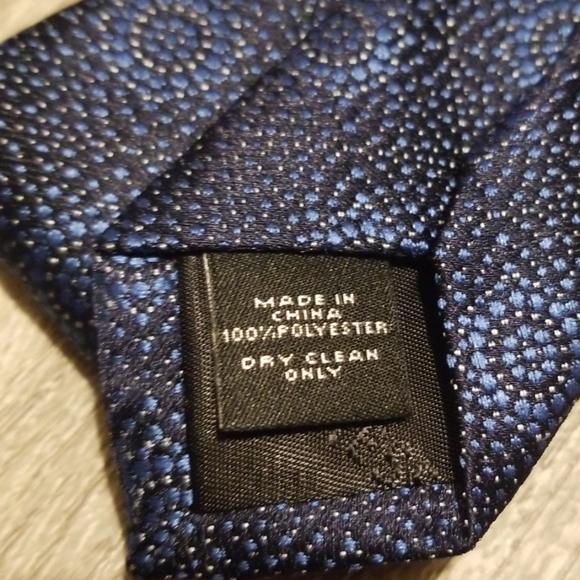 MADE IN
CHINA
100%POLYESTER
DRY CLEAN
ONLY